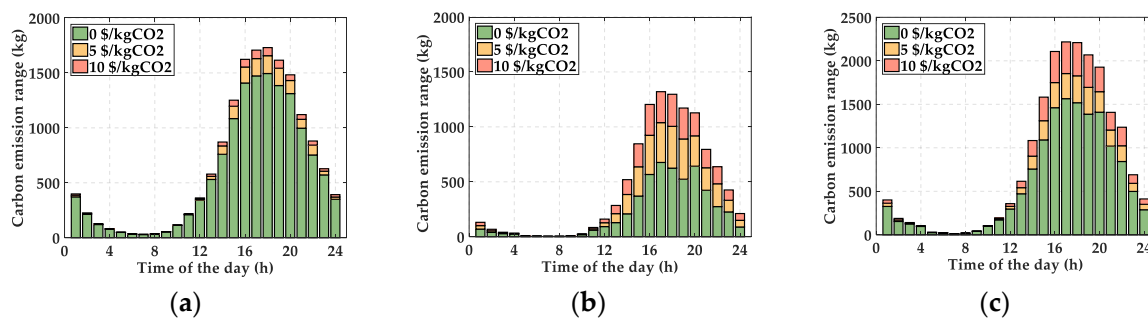 2000
1500
1000
500
0
Carbon emission range (kg)
0 $/kgCO2
5 $/kgCO2
10 $/kgCO2
0 4 8 12 16 20 24
Time of the day (h)
(a)
2000
1500
1000
500
0
Carbon emission range (kg)
0 $/kgCO2
5 $/kgCO2
10 $/kgCO2
0 4 8 12 16 20 24
Time of the day (h)
(b)
2500
2000
1500
1000
500
0
Carbon emission range (kg)
0 $/kgCO2
5 $/kgCO2
10 $/kgCO2
0 4 8 12 16 20 24
Time of the day (h)
(c)